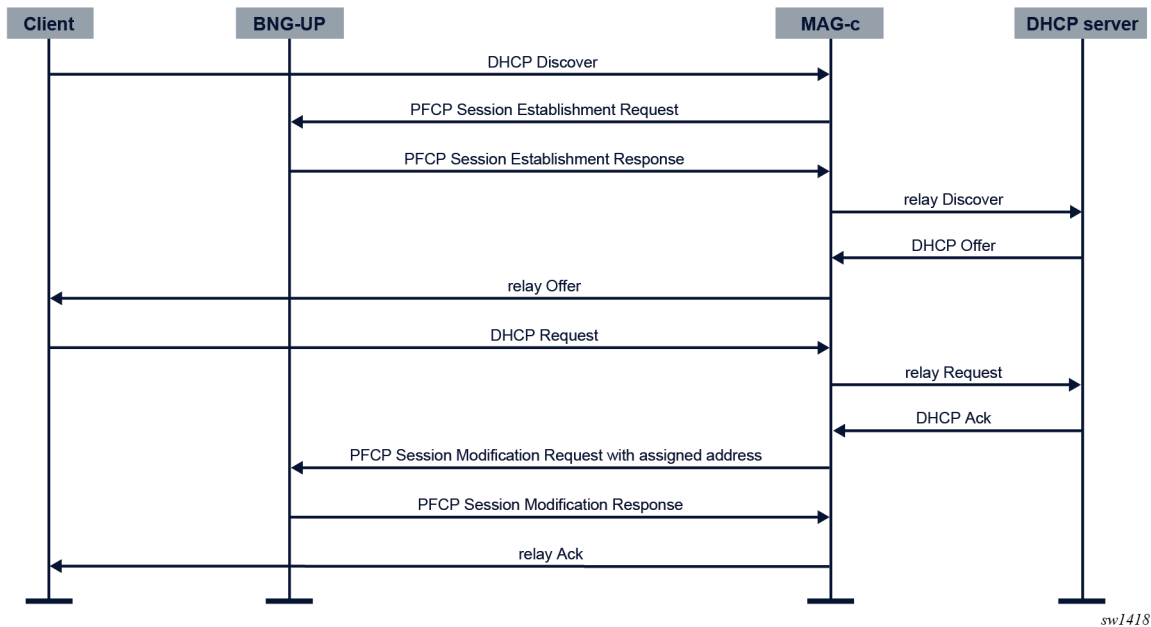 Client
BNG-UP
MAG-c
DHCP server
DHCP Discover
PFCP Session Establishment Request
PFCP Session Establishment Response
relay Discover
DHCP Offer
relay Offer
DHCP Request
relay Request
DHCP Ack
PFCP Session Modification Request with assigned address
PFCP Session Modification Response
relay Ack
sw1418